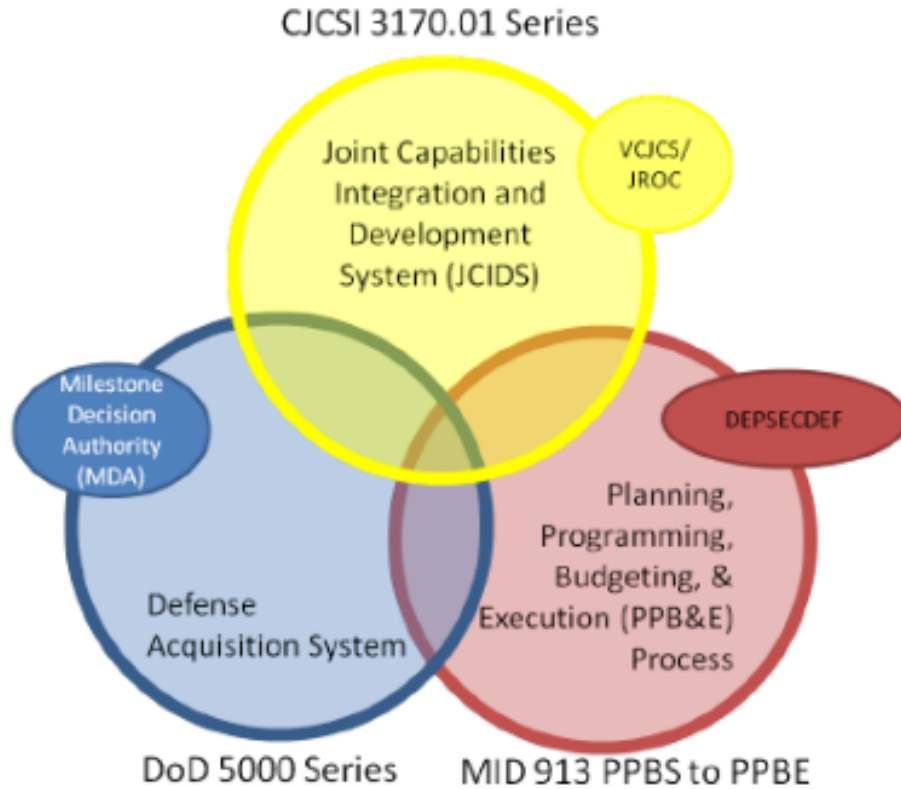 CJCSI 3170.01 Series
Joint Capabilities
Integration and
Development
System (JCIDS)
VCJCS/
JROC
Milestone
Decision
Authority
(MDA)
DEPSECDEF
Planning,
Programming,
Budgeting, &
Execution (PPB&E)
Process
Defense
Acquisition System
DoD 5000 Series
MID 913 PPBS to PPBE